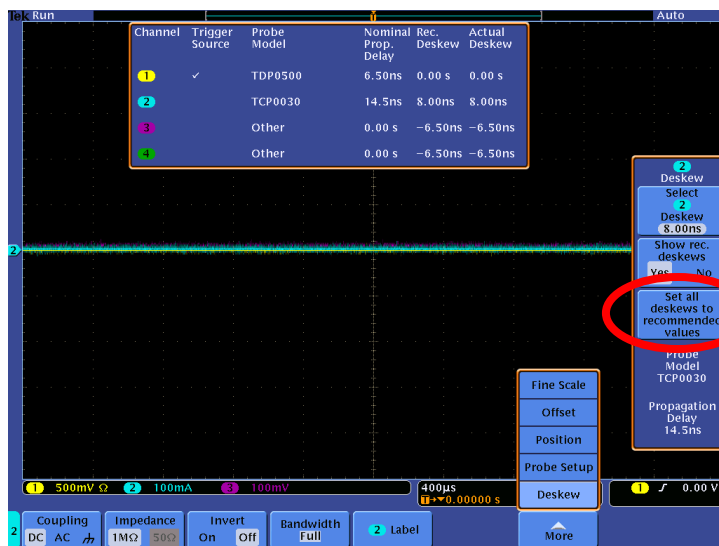 Tek Run Auto
Channel Trigger Source Probe Model Nominal Prop. Delay Rec. Deskew Actual Deskew
1 ✓ TDP0500 6.50ns 0.00 s 0.00 s
2 TCP0030 14.5ns 8.00ns 8.00ns
3 Other 0.00 s −6.50ns −6.50ns
4 Other 0.00 s −6.50ns −6.50ns
2
2
Deskew
Select
2
Deskew
8.00ns
Show rec.
deskews
Yes No
Set all
deskews to
recommended
values
Probe
Model
TCP0030
Propagation
Delay
14.5ns
Fine Scale
Offset
Position
Probe Setup
Deskew
1 500mV Ω 2 100mA 3 100mV
400µs
T→▼0.00000 s
1 ƒ 0.00 V
2
Coupling
DC AC
Impedance
1MΩ 50Ω
Invert
On Off
Bandwidth
Full
2 Label
More